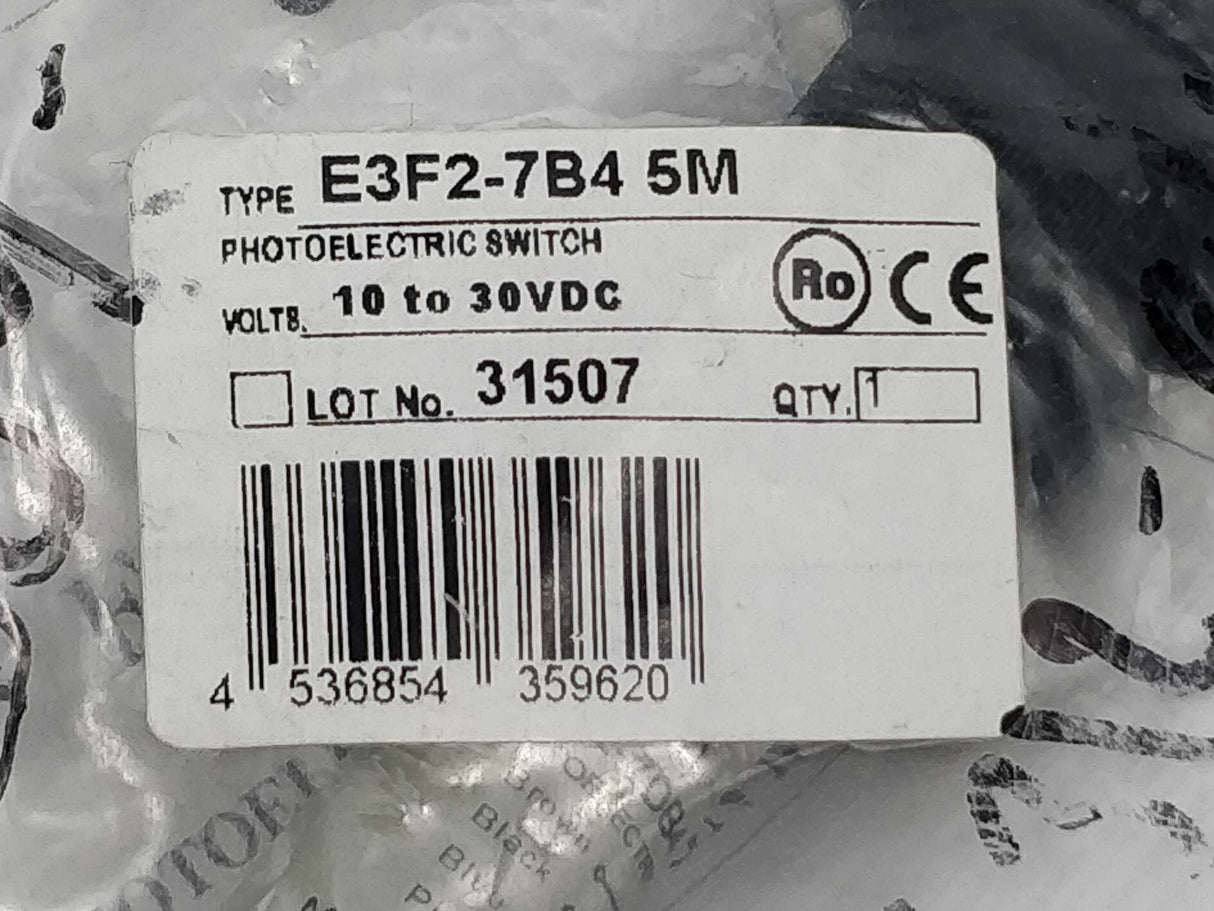 TYPE E3F2-7B4 5M
PHOTOELECTRIC SWITCH
VOLTS. 10 to 30VDC
Ro CE
LOT No. 31507 QTY. 1
4 536854 359620
Brown
Black